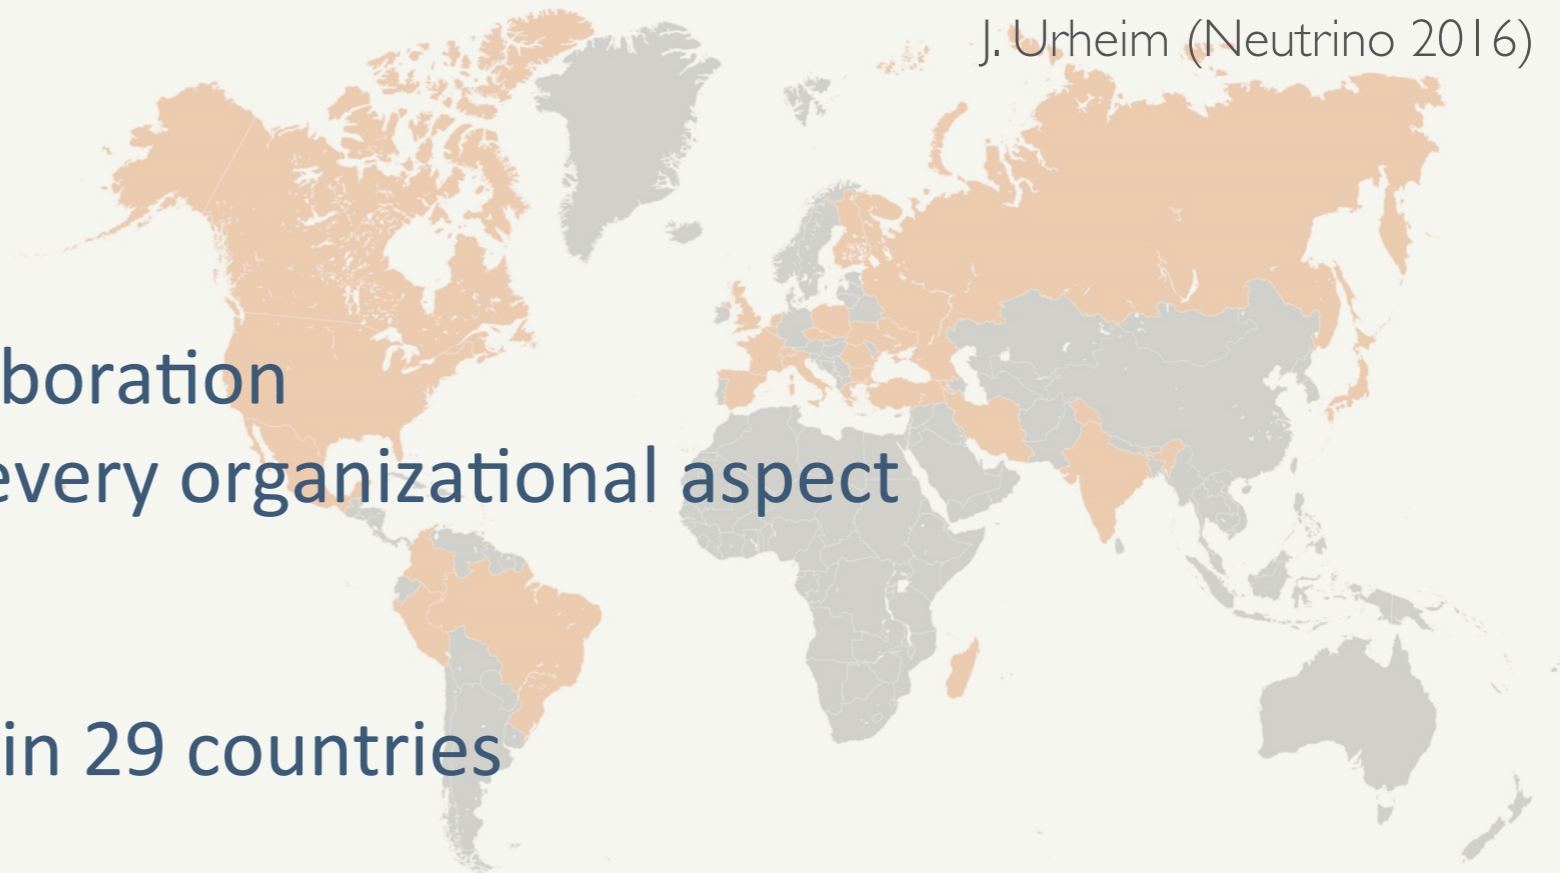 J. Urheim (Neutrino 2016)
boration
every organizational aspect
in 29 countries